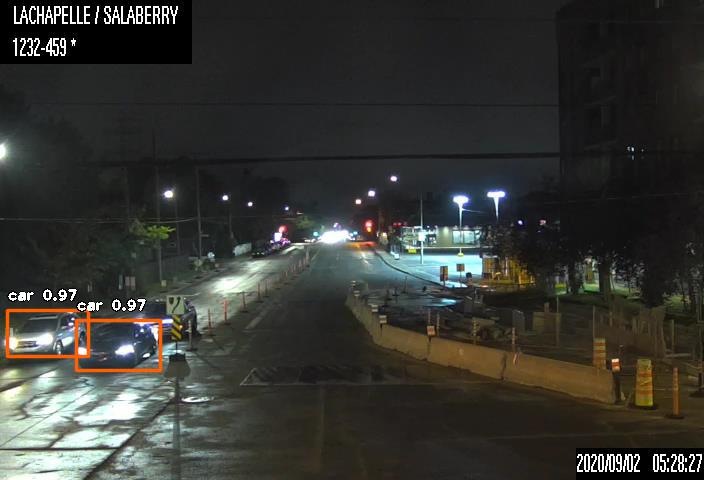 LACHAPELLE / SALABERRY
1232-459 *
car 0.97
car 0.97
2020/09/02 05:28:27